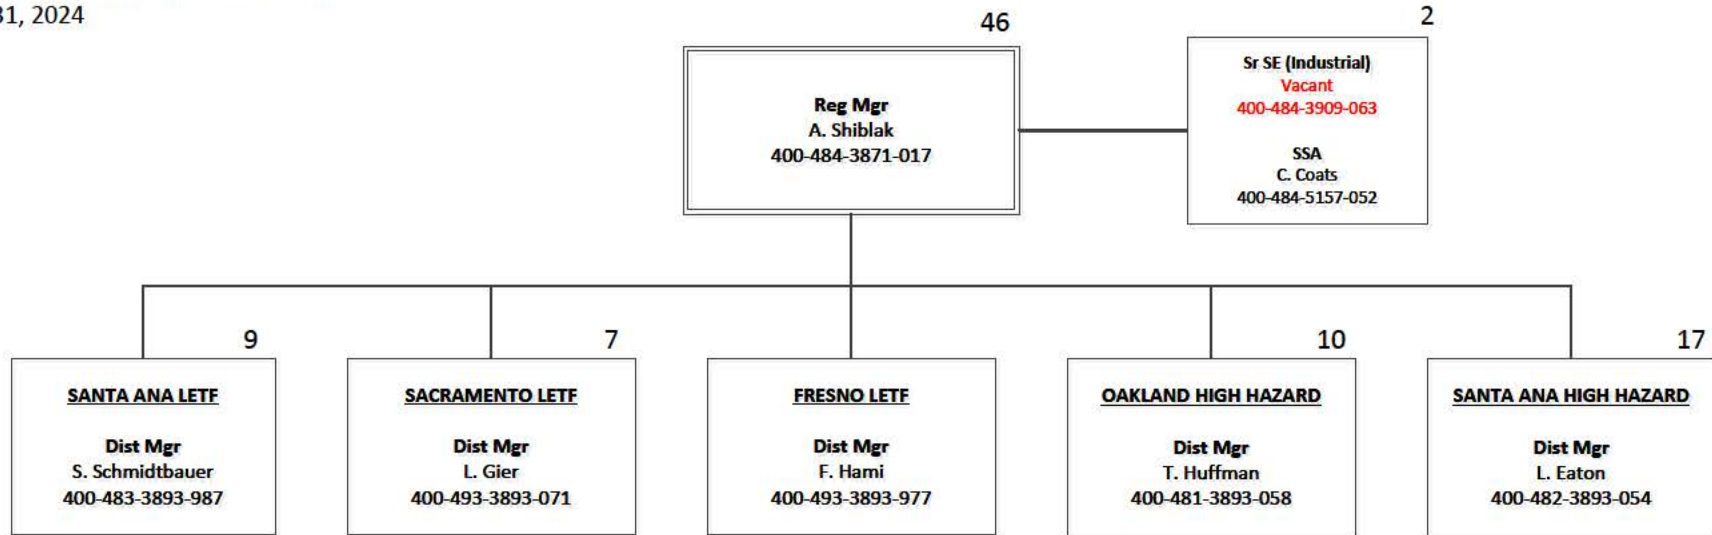 31, 2024
46
2
Reg Mgr
A. Shiblak
400-484-3871-017
Sr SE (Industrial)
Vacant
400-484-3909-063
SSA
C. Coats
400-484-5157-052
9
SANTA ANA LETF
Dist Mgr
S. Schmidtbauer
400-483-3893-987
7
SACRAMENTO LETF
Dist Mgr
L. Gier
400-493-3893-071
FRESNO LETF
Dist Mgr
F. Hami
400-493-3893-977
10
OAKLAND HIGH HAZARD
Dist Mgr
T. Huffman
400-481-3893-058
17
SANTA ANA HIGH HAZARD
Dist Mgr
L. Eaton
400-482-3893-054